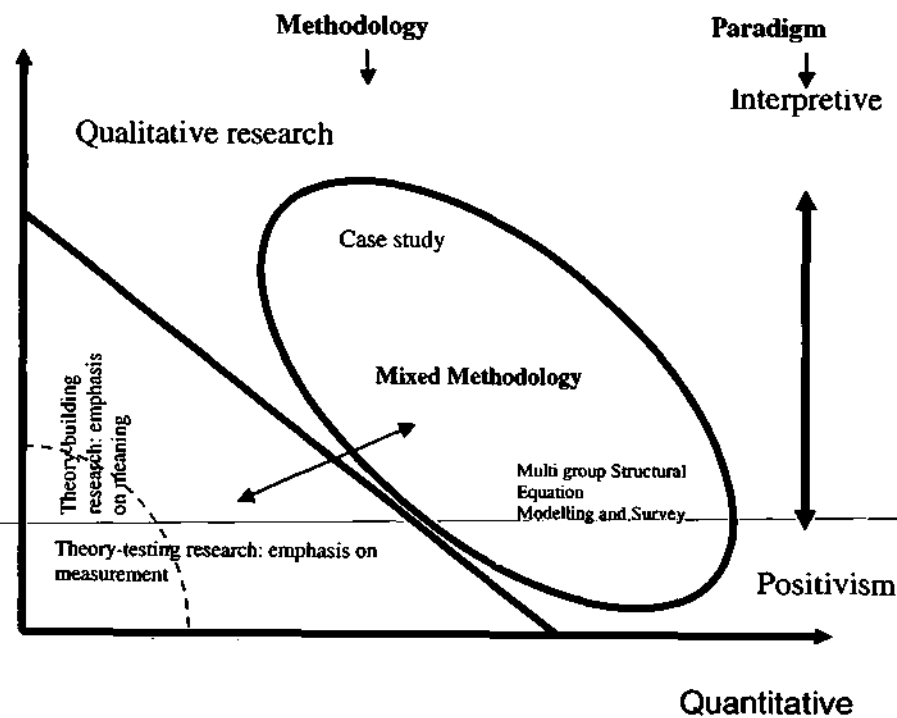 Methodology
Paradigm
Interpretive
Qualitative research
Case study
Mixed Methodology
Theory-building
research: emphasis
on meaning
Multi group Structural
Equation
Modelling and Survey
Theory-testing research: emphasis on
measurement
Positivism
Quantitative